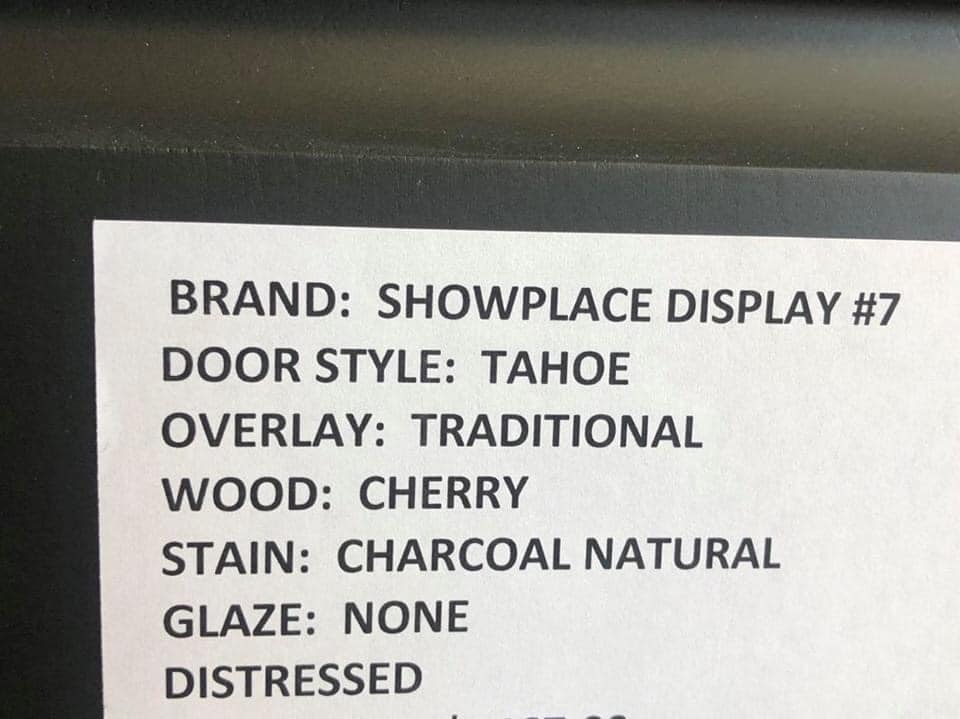 BRAND: SHOWPLACE DISPLAY #7
DOOR STYLE: TAHOE
OVERLAY: TRADITIONAL
WOOD: CHERRY
STAIN: CHARCOAL NATURAL
GLAZE: NONE
DISTRESSED